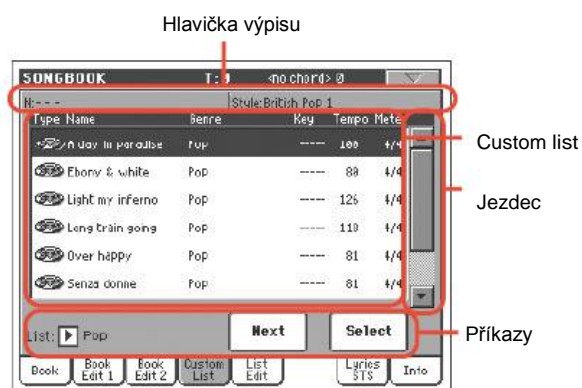 Hlavička výpisu
SONGBOOK T: <no chord> 0
N:--- Style:British Pop 1
Type Name Genre Key Tempo Mete
A day in paradise Pop ---- 100 4/4
Ebony & white Pop ---- 80 4/4
Light my inferno Pop ---- 126 4/4
Long train going Pop ---- 110 4/4
Over happy Pop ---- 81 4/4
Senza donne Pop ---- 81 4/4
Custom list
Jezdec
List: Pop Next Select
Příkazy
Book Book Edit 1 Book Edit 2 Custom List List Edit Lyrics STS Info